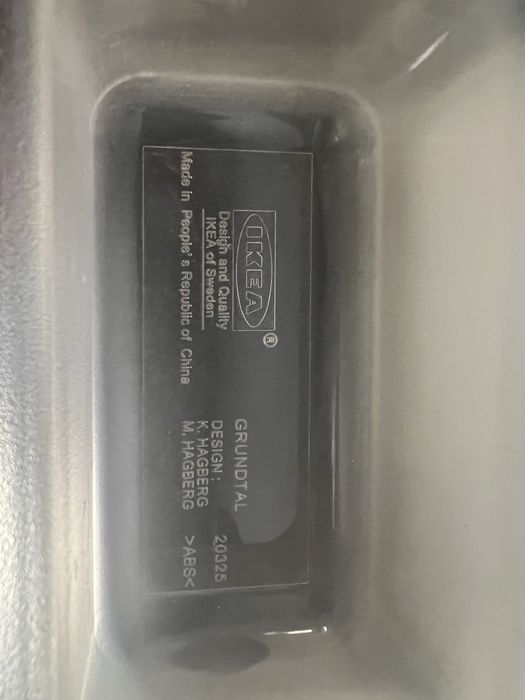 IKEA®
Design and Quality
IKEA of Sweden
Made in People's Republic of China
GRUNDTAL
DESIGN: 20325
K. HAGBERG
M. HAGBERG >ABS<